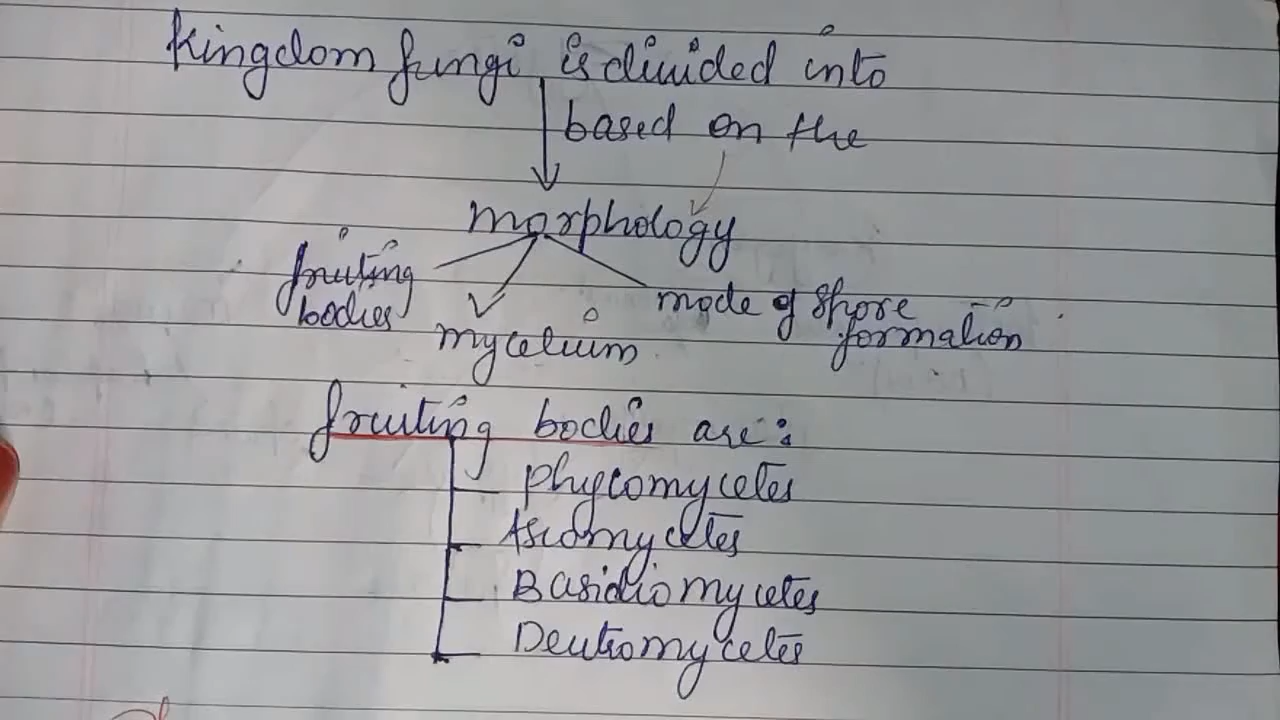 Kingdom fungi is divided into
based on the
morphology
fruiting
bodies
mode of spore
formation
mycelium
fruiting bodies are:
Phycomycetes
Ascomycetes
Basidiomycetes
Deutromycetes